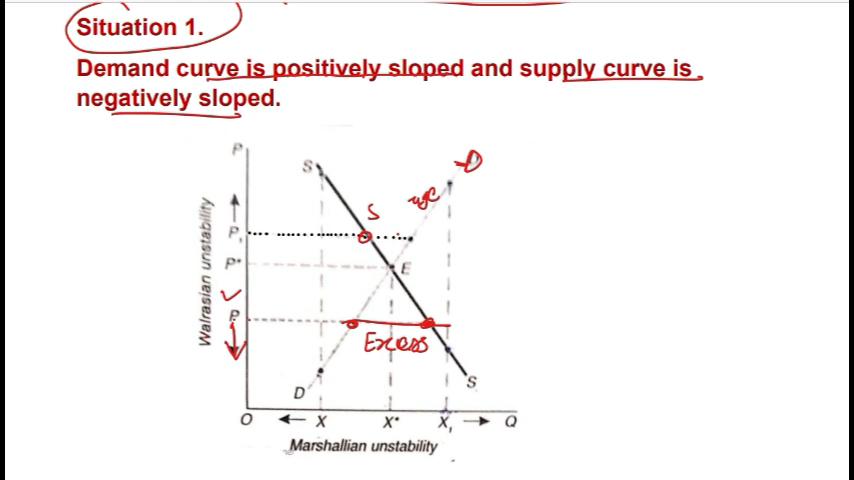 Situation 1.
Demand curve is positively sloped and supply curve is
negatively sloped.
P
S
D
S
P₁
P*
E
P
Excess
Walrasian unstability
D
S
O
X
X*
X₁
Q
Marshallian unstability